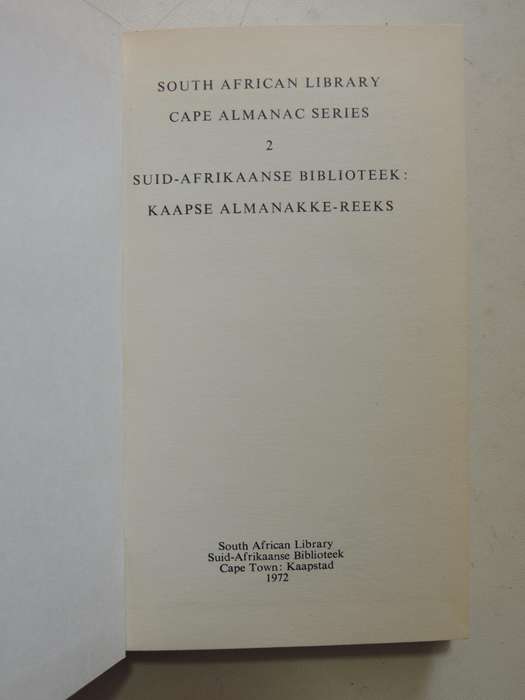 SOUTH AFRICAN LIBRARY
CAPE ALMANAC SERIES
2
SUID-AFRIKAANSE BIBLIOTEEK:
KAAPSE ALMANAKKE-REEKS
South African Library
Suid-Afrikaanse Biblioteek
Cape Town: Kaapstad
1972